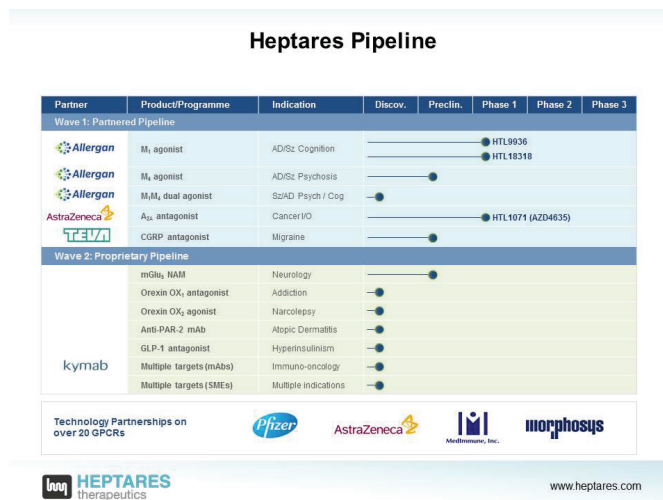 Heptares Pipeline
Partner Product/Programme Indication Discov. Preclin. Phase 1 Phase 2 Phase 3
Wave 1: Partnered Pipeline
Allergan M₁ agonist AD/Sz Cognition HTL9936
HTL18318
Allergan M₄ agonist AD/Sz Psychosis
Allergan M₁M₄ dual agonist Sz/AD Psych / Cog
AstraZeneca A₂ₐ antagonist Cancer I/O HTL1071 (AZD4635)
TEVA CGRP antagonist Migraine
Wave 2: Proprietary Pipeline
mGlu₅ NAM Neurology
Orexin OX₁ antagonist Addiction
Orexin OX₂ agonist Narcolepsy
Anti-PAR-2 mAb Atopic Dermatitis
GLP-1 antagonist Hyperinsulinism
kymab Multiple targets (mAbs) Immuno-oncology
Multiple targets (SMEs) Multiple indications
Technology Partnerships on
over 20 GPCRs
Pfizer AstraZeneca MedImmune, Inc. morphosys
HEPTARES
therapeutics
www.heptares.com